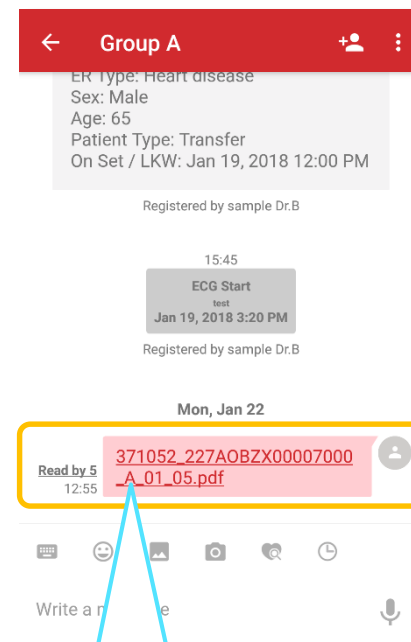 Group A
ER Type: Heart disease
Sex: Male
Age: 65
Patient Type: Transfer
On Set / LKW: Jan 19, 2018 12:00 PM
Registered by sample Dr.B
15:45
ECG Start
test
Jan 19, 2018 3:20 PM
Registered by sample Dr.B
Mon, Jan 22
371052_227AOBZX00007000
_A_01_05.pdf
Read by 5
12:55
Write a